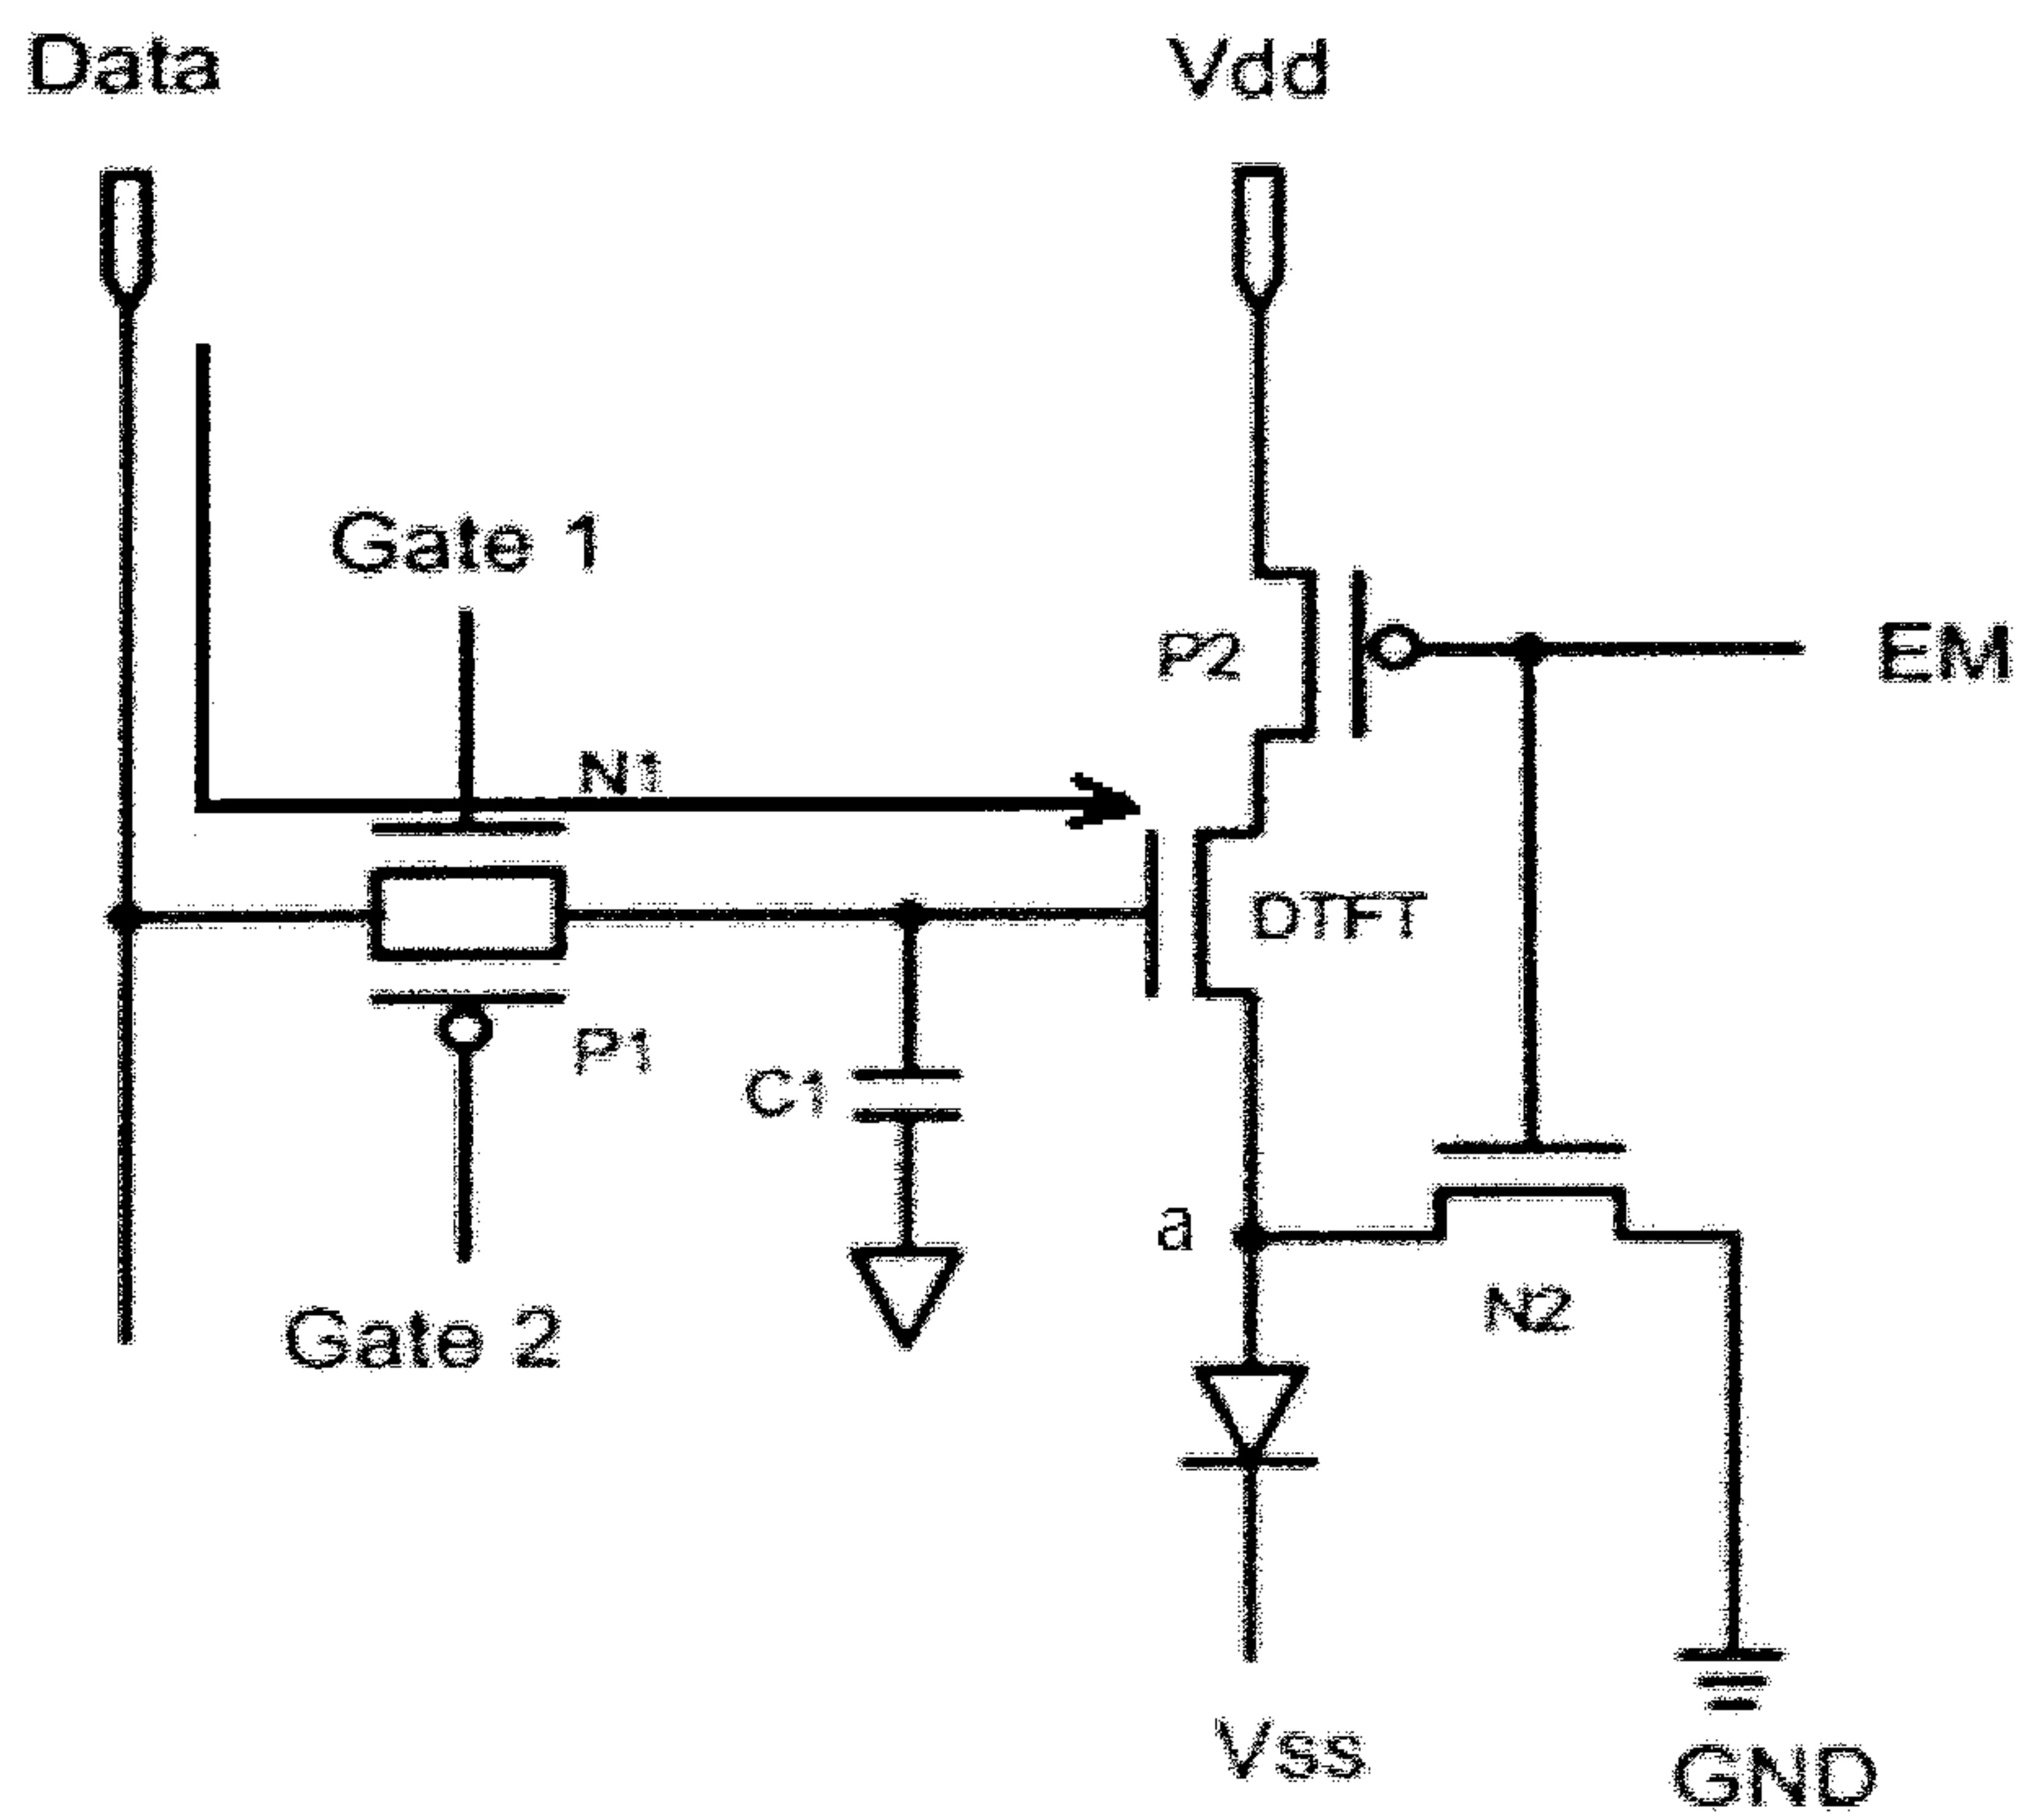 Data
Vdd
Gate 1
P2
EM
N1
DTFT
P1
C1
a
N2
Gate 2
Vss
GND